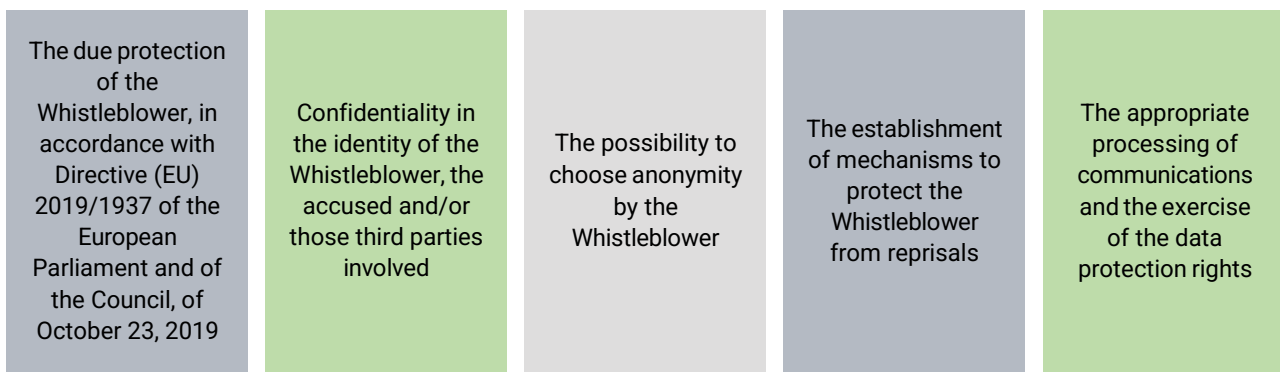 The due protection
of the
Whistleblower, in
accordance with
Directive (EU)
2019/1937 of the
European
Parliament and of
the Council, of
October 23, 2019
Confidentiality in
the identity of the
Whistleblower, the
accused and/or
those third parties
involved
The possibility to
choose anonymity
by the
Whistleblower
The establishment
of mechanisms to
protect the
Whistleblower
from reprisals
The appropriate
processing of
communications
and the exercise
of the data
protection rights